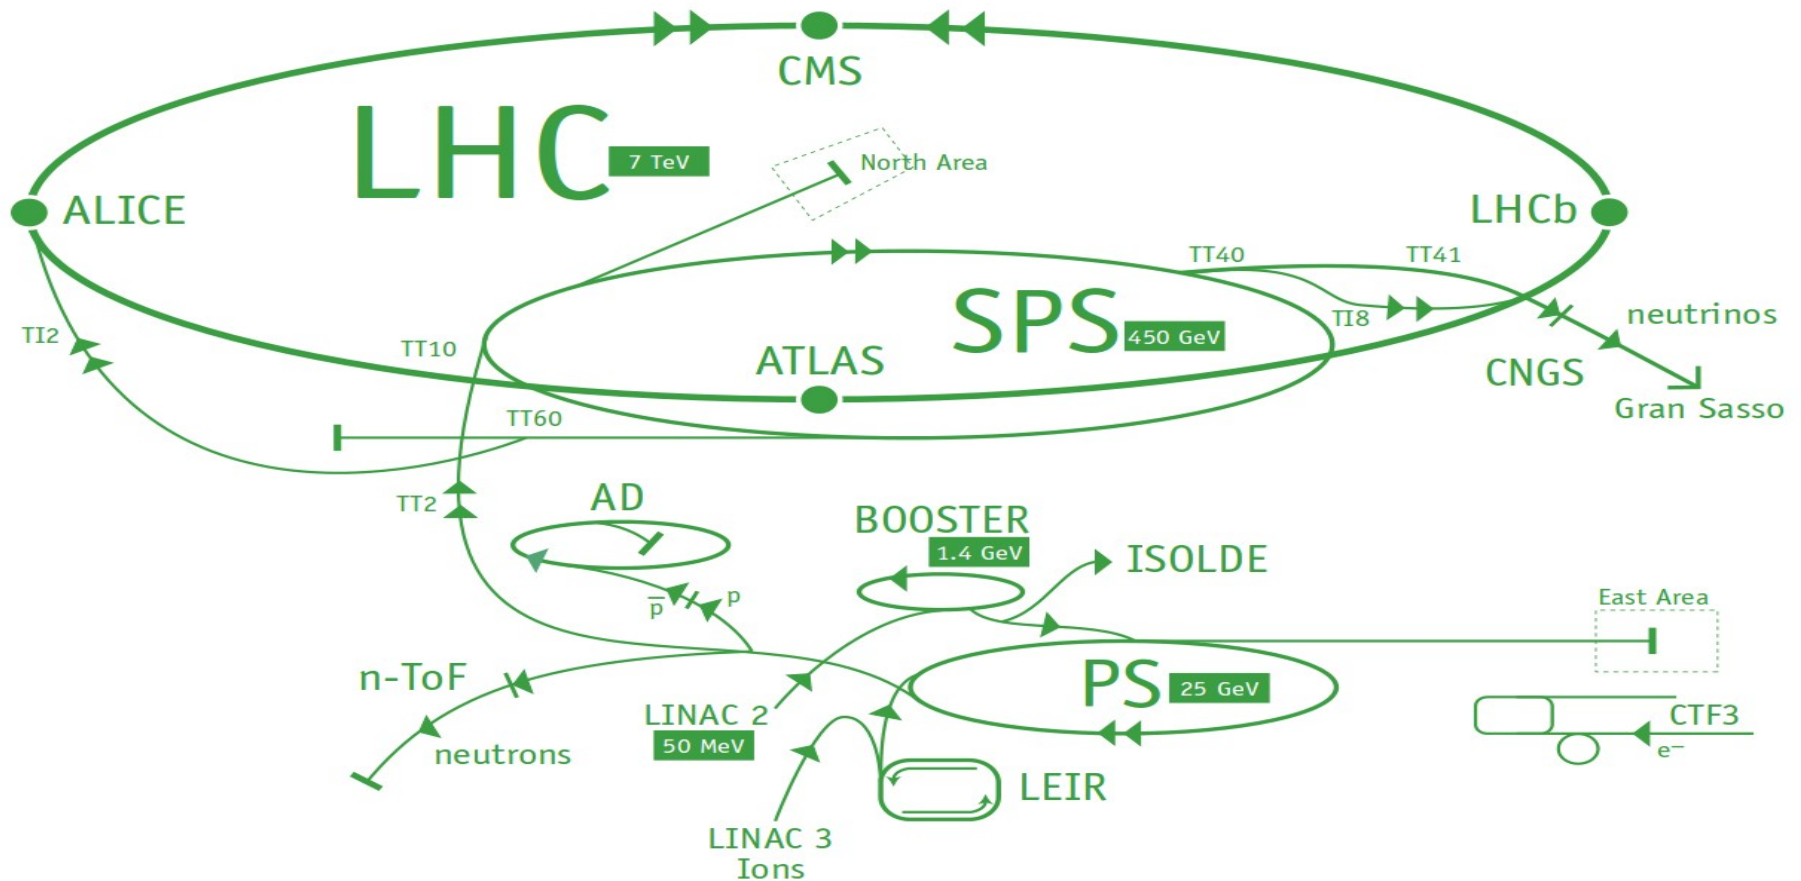 CMS
LHC
7 TeV
North Area
ALICE
LHCb
TT40
TT41
TI2
TT10
SPS
450 GeV
TI8
neutrinos
ATLAS
CNGS
Gran Sasso
TT60
TT2
AD
BOOSTER
1.4 GeV
ISOLDE
p̅
p
East Area
n-ToF
PS
25 GeV
LINAC 2
50 MeV
neutrons
CTF3
e−
LEIR
LINAC 3
Ions